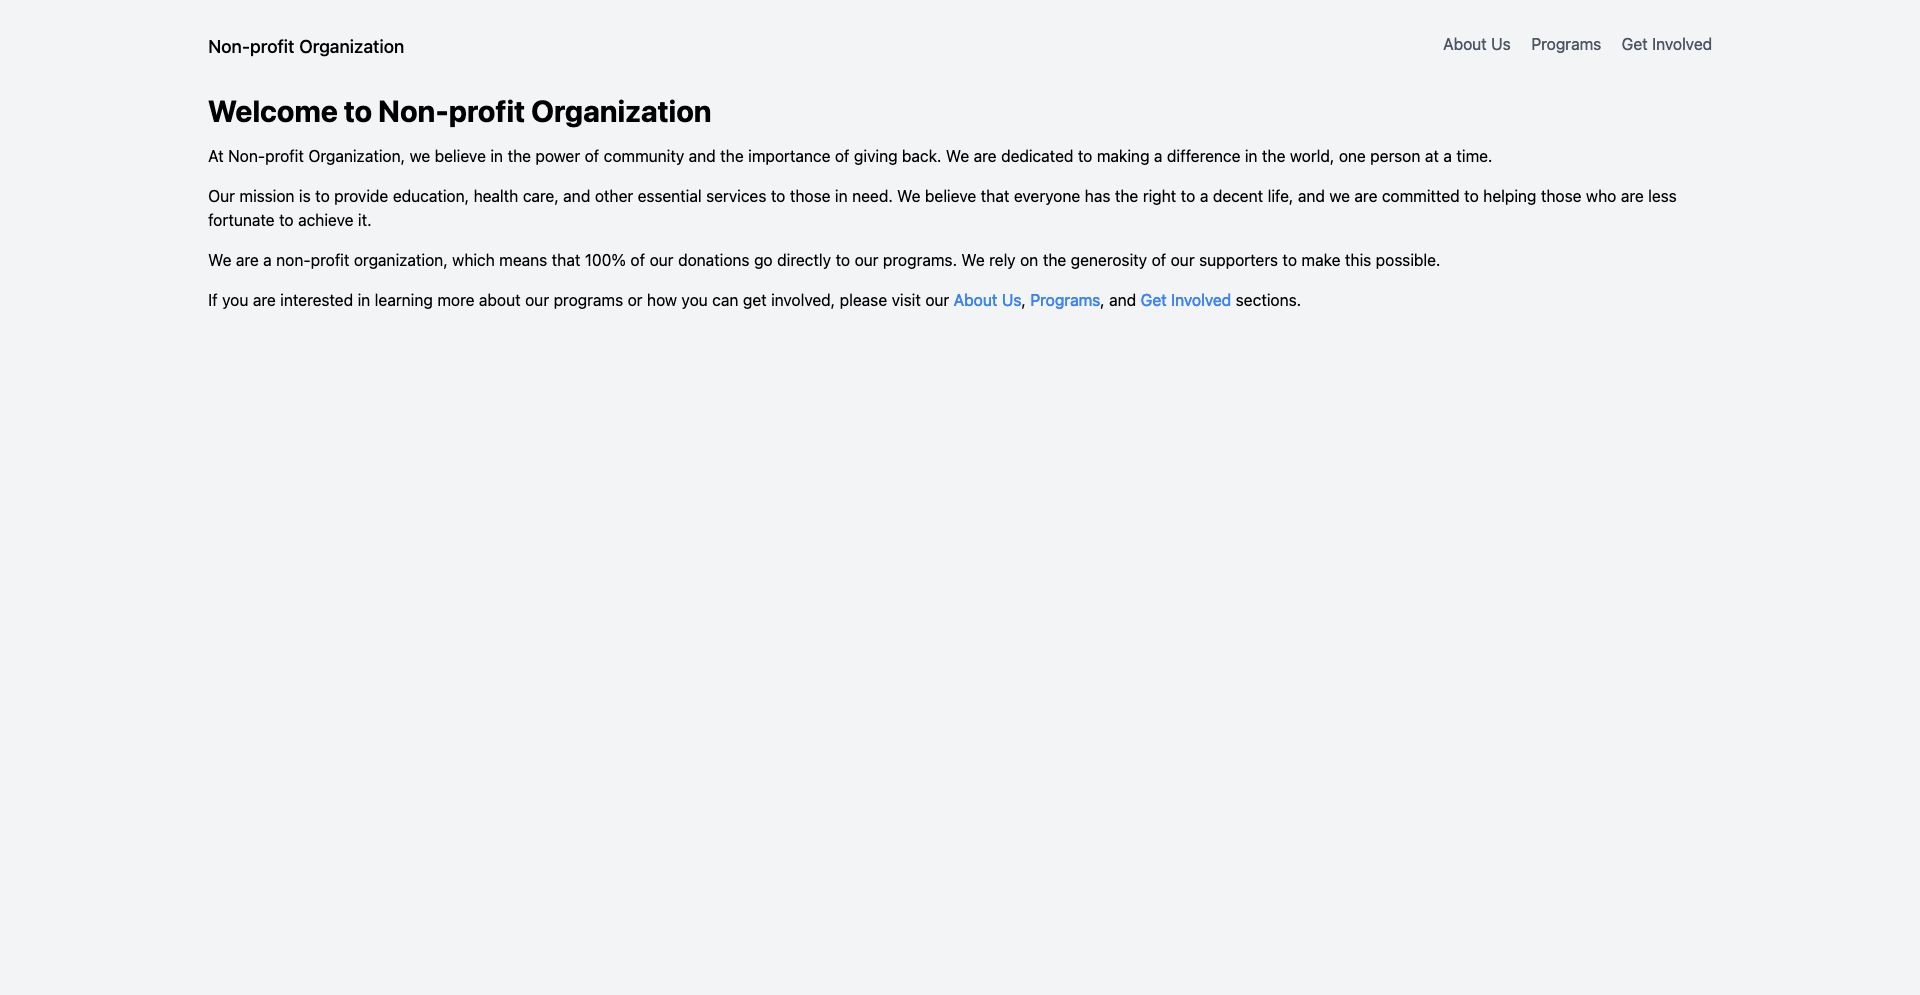 Non-profit Organization
About Us Programs Get Involved
Welcome to Non-profit Organization
At Non-profit Organization, we believe in the power of community and the importance of giving back. We are dedicated to making a difference in the world, one person at a time.
Our mission is to provide education, health care, and other essential services to those in need. We believe that everyone has the right to a decent life, and we are committed to helping those who are less
fortunate to achieve it.
We are a non-profit organization, which means that 100% of our donations go directly to our programs. We rely on the generosity of our supporters to make this possible.
If you are interested in learning more about our programs or how you can get involved, please visit our About Us, Programs, and Get Involved sections.